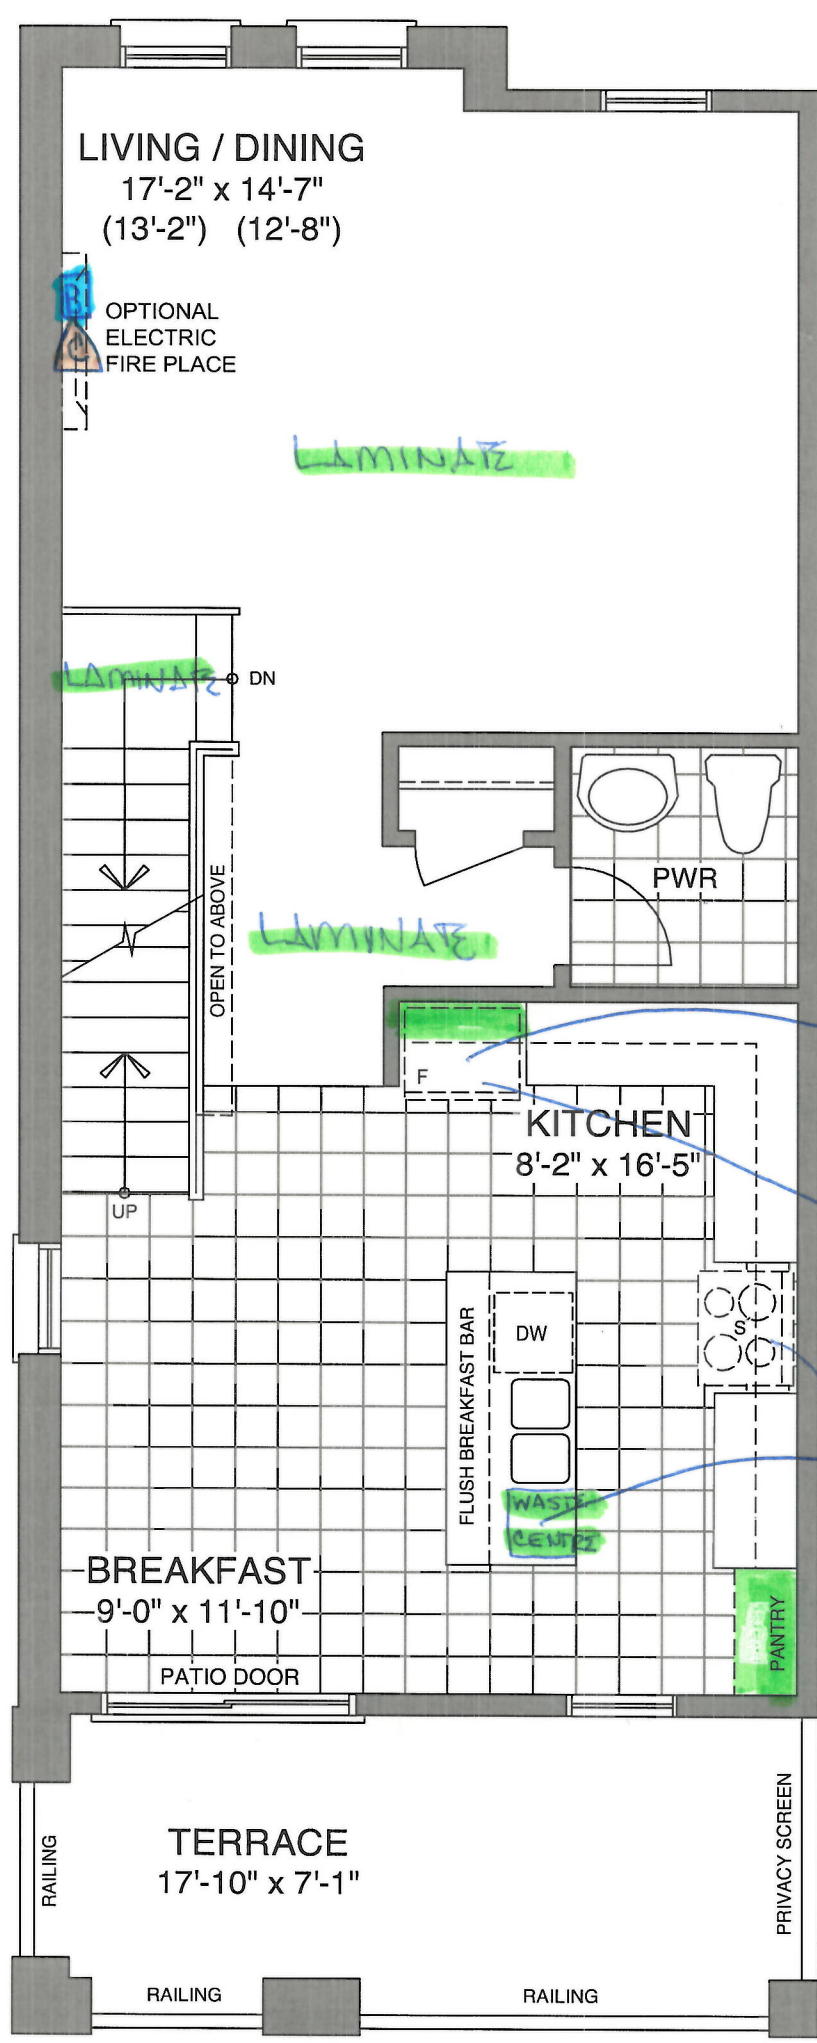 LIVING / DINING
17'-2" x 14'-7"
(13'-2") (12'-8")
B
OPTIONAL
ELECTRIC
FIRE PLACE
LAMINATE
LAMINATE
DN
OPEN TO ABOVE
PWR
LAMINATE
F
KITCHEN
8'-2" x 16'-5"
UP
FLUSH BREAKFAST BAR
DW
S
WASTE
CENTRE
BREAKFAST
9'-0" x 11'-10"
PATIO DOOR
PANTRY
TERRACE
17'-10" x 7'-1"
RAILING
PRIVACY SCREEN
RAILING
RAILING